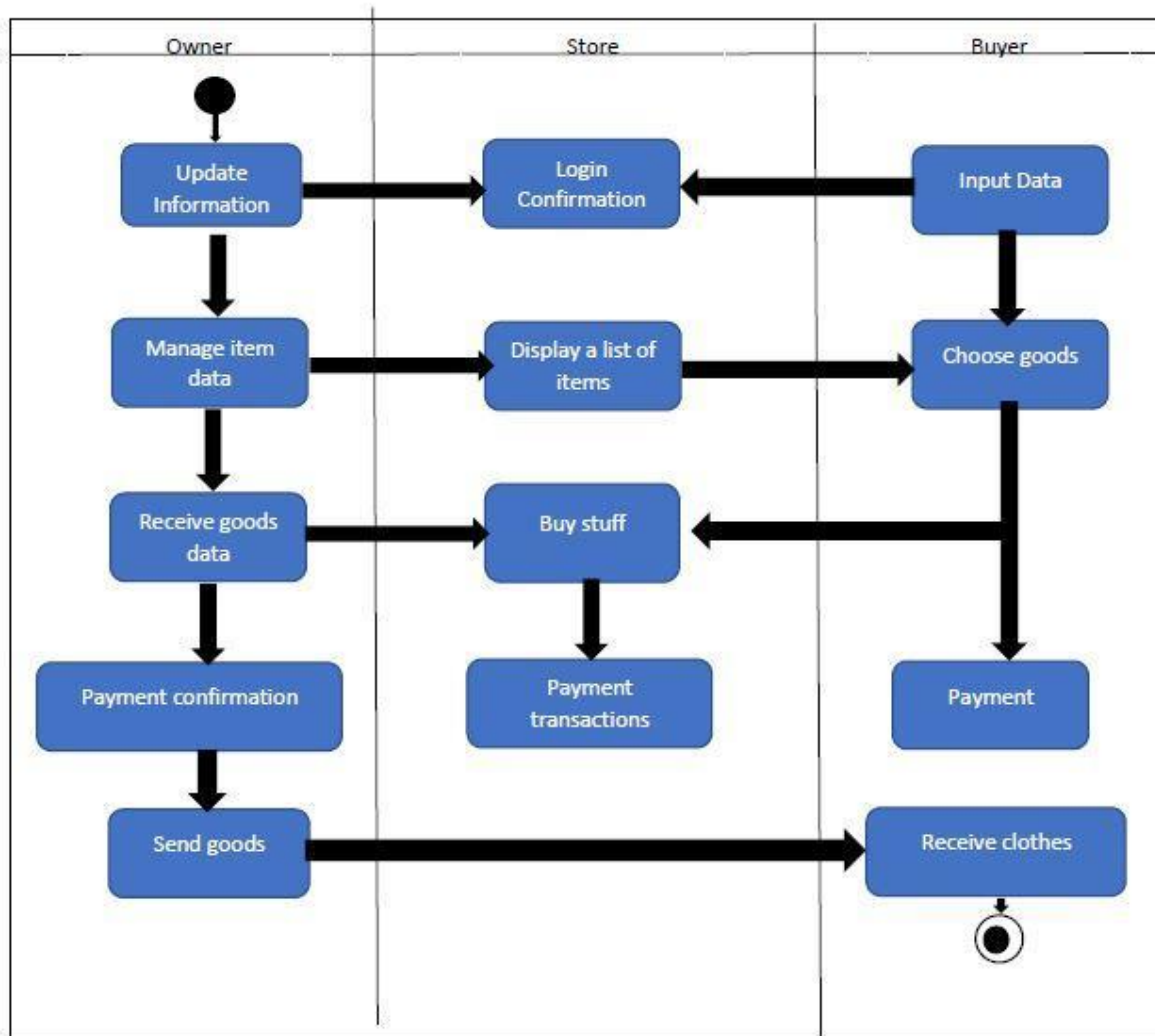 Owner
Store
Buyer
Update
Information
Login
Confirmation
Input Data
Manage item
data
Display a list of
items
Choose goods
Receive goods
data
Buy stuff
Payment confirmation
Payment
transactions
Payment
Send goods
Receive clothes